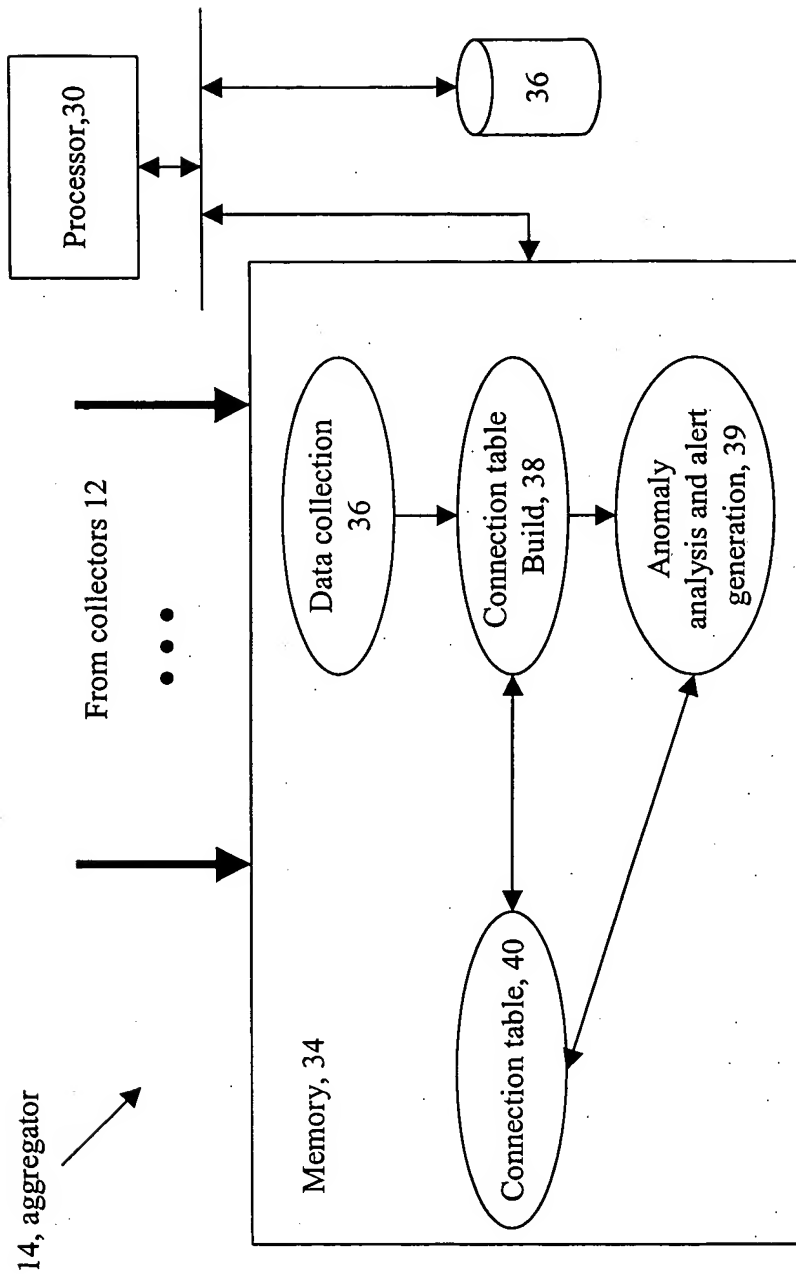 14, aggregator
From collectors 12
Processor,30
Memory, 34
Data collection
36
36
Connection table, 40
Connection table
Build, 38
Anomaly
analysis and alert
generation, 39